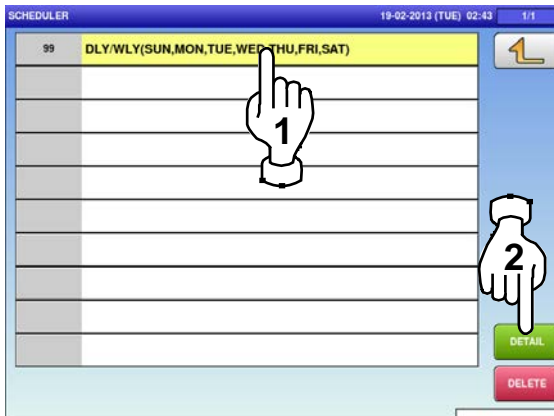 SCHEDULER 19-02-2013 (TUE) 02:43 1/1
99 DLY/WLY(SUN,MON,TUE,WED,THU,FRI,SAT)
1
2
DETAIL
DELETE